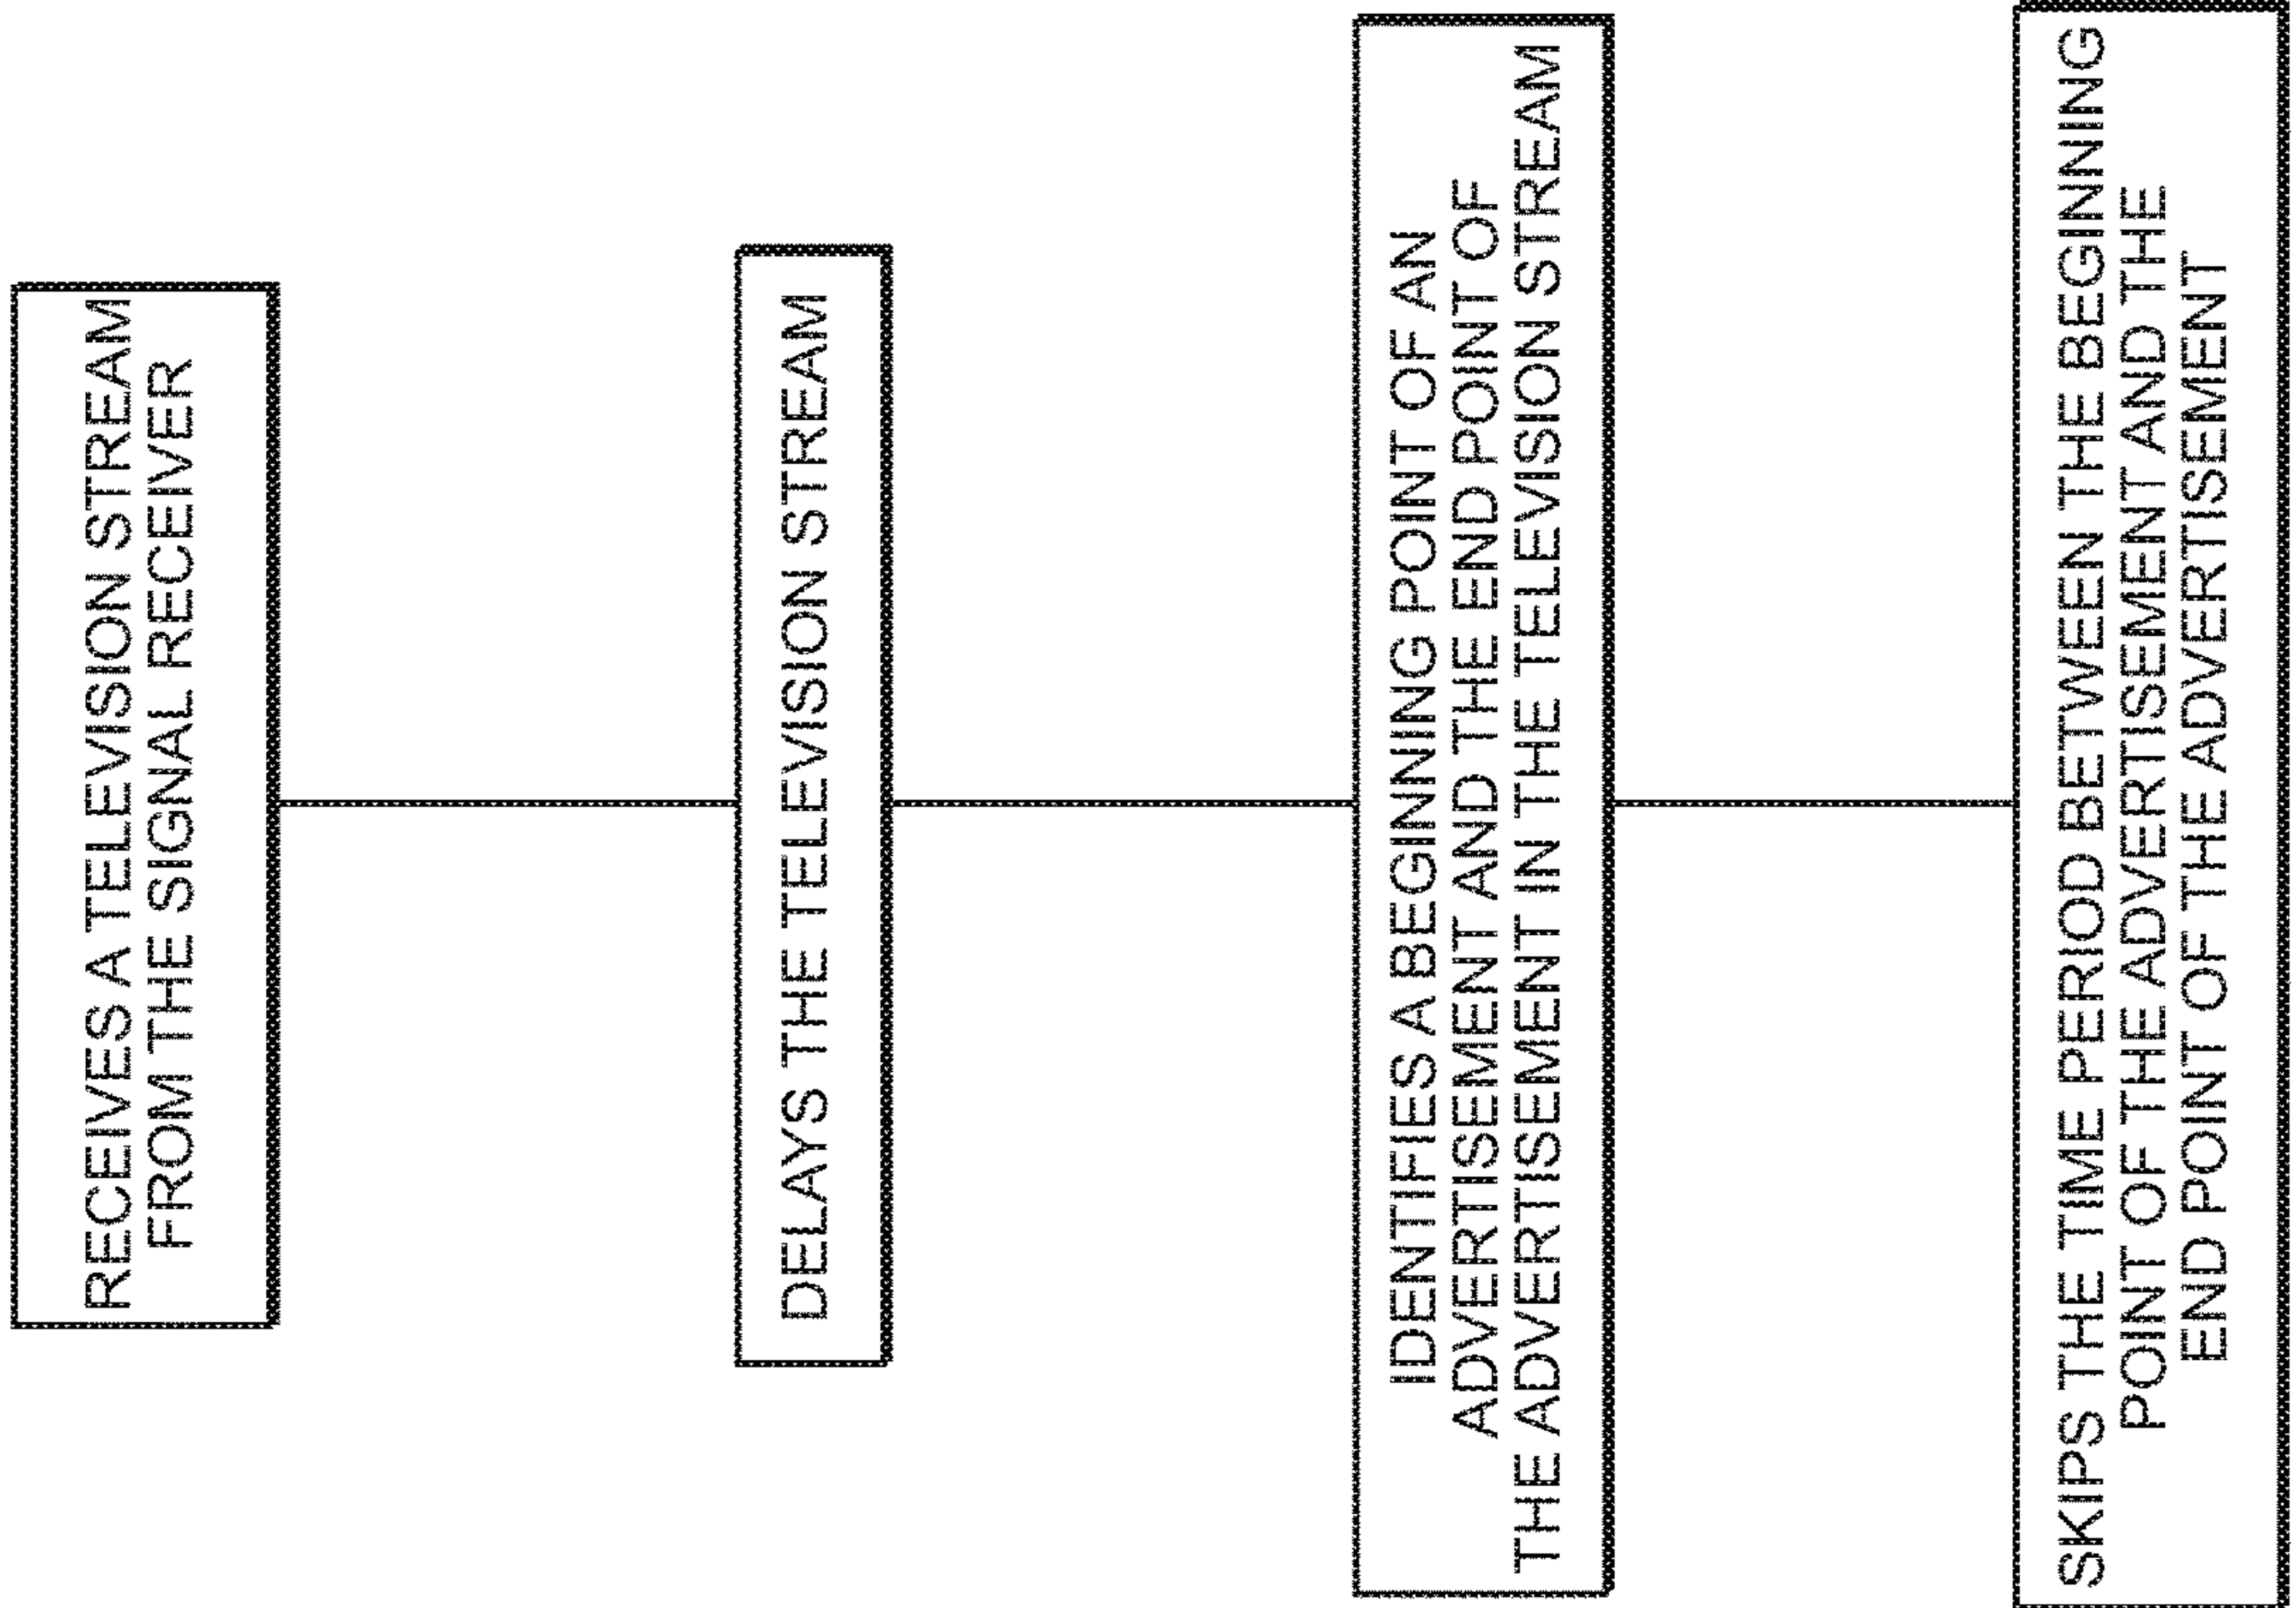 RECEIVES A TELEVISION STREAM
FROM THE SIGNAL RECEIVER
DELAYS THE TELEVISION STREAM
IDENTIFIES A BEGINNING POINT OF AN
ADVERTISEMENT AND THE END POINT OF
THE ADVERTISEMENT IN THE TELEVISION STREAM
SKIPS THE TIME PERIOD BETWEEN THE BEGINNING
POINT OF THE ADVERTISEMENT AND THE
END POINT OF THE ADVERTISEMENT